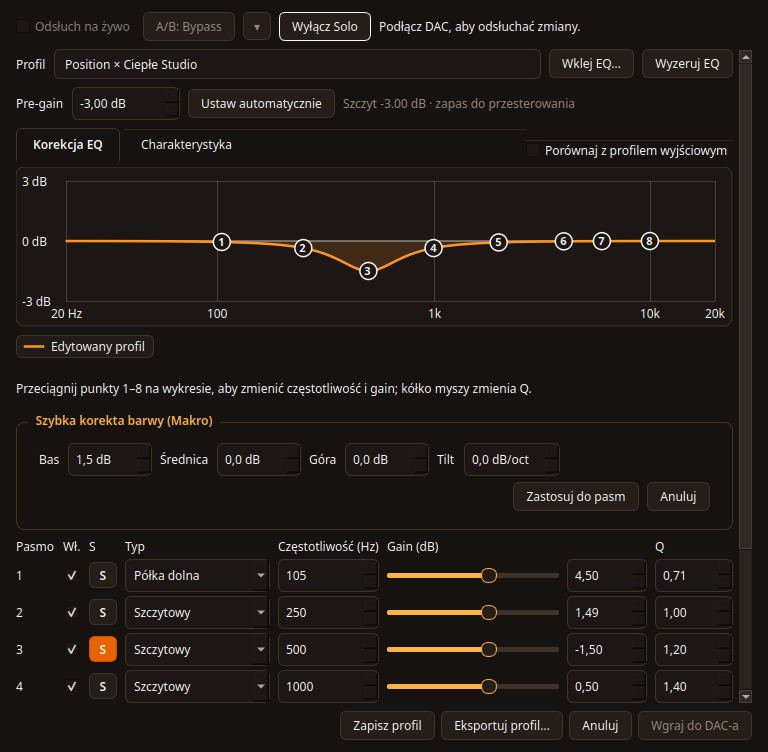 Odsłuch na żywo A/B: Bypass ▾ Wyłącz Solo Podłącz DAC, aby odsłuchać zmiany.
Profil Position × Ciepłe Studio Wklej EQ... Wyzeruj EQ
Pre-gain -3,00 dB Ustaw automatycznie Szczyt -3.00 dB · zapas do przesterowania
Korekcja EQ Charakterystyka Porównaj z profilem wyjściowym
3 dB
0 dB 1 2 3 4 5 6 7 8
-3 dB
20 Hz 100 1k 10k 20k
Edytowany profil
Przeciągnij punkty 1–8 na wykresie, aby zmienić częstotliwość i gain; kółko myszy zmienia Q.
Szybka korekta barwy (Makro)
Bas 1,5 dB Średnica 0,0 dB Góra 0,0 dB Tilt 0,0 dB/oct
Zastosuj do pasm Anuluj
Pasmo Wł. S Typ Częstotliwość (Hz) Gain (dB) Q
1 ✓ S Półka dolna 105 4,50 0,71
2 ✓ S Szczytowy 250 1,49 1,00
3 ✓ S Szczytowy 500 -1,50 1,20
4 ✓ S Szczytowy 1000 0,50 1,40
Zapisz profil Eksportuj profil... Anuluj Wgraj do DAC-a